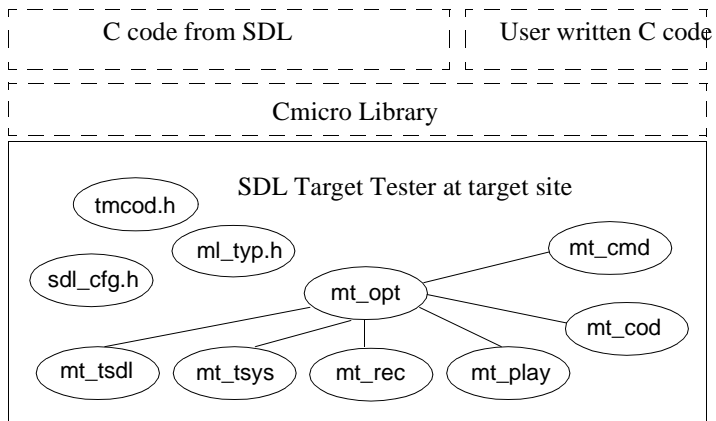 C code from SDL
User written C code
Cmicro Library
SDL Target Tester at target site
tmcod.h
ml_typ.h
mt_cmd
sdl_cfg.h
mt_opt
mt_cod
mt_tsdl
mt_tsys
mt_rec
mt_play